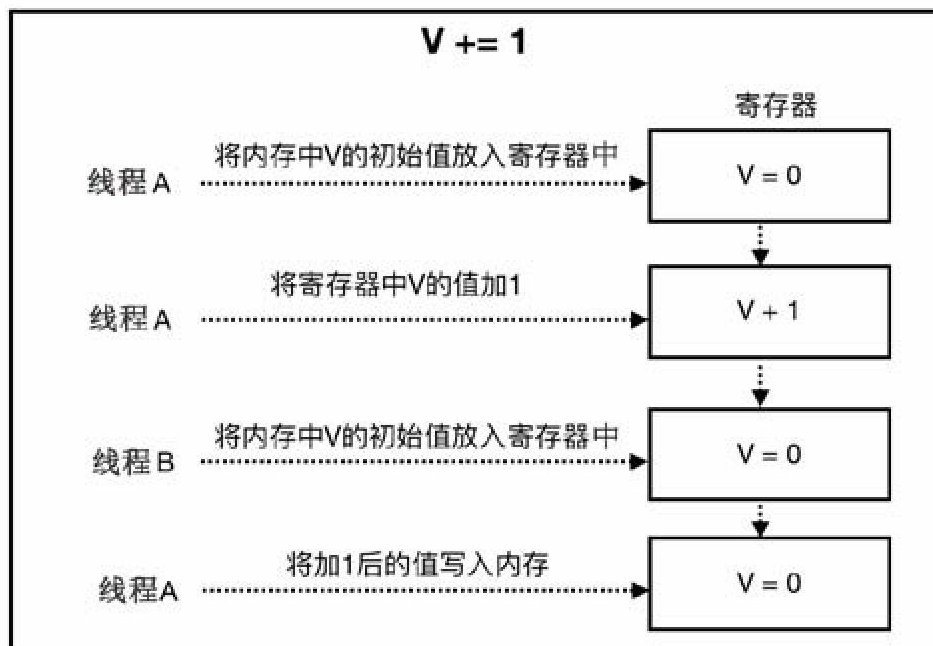 V += 1
寄存器
将内存中V的初始值放入寄存器中
线程A
V = 0
将寄存器中V的值加1
线程A
V + 1
将内存中V的初始值放入寄存器中
线程B
V = 0
将加1后的值写入内存
线程A
V = 0